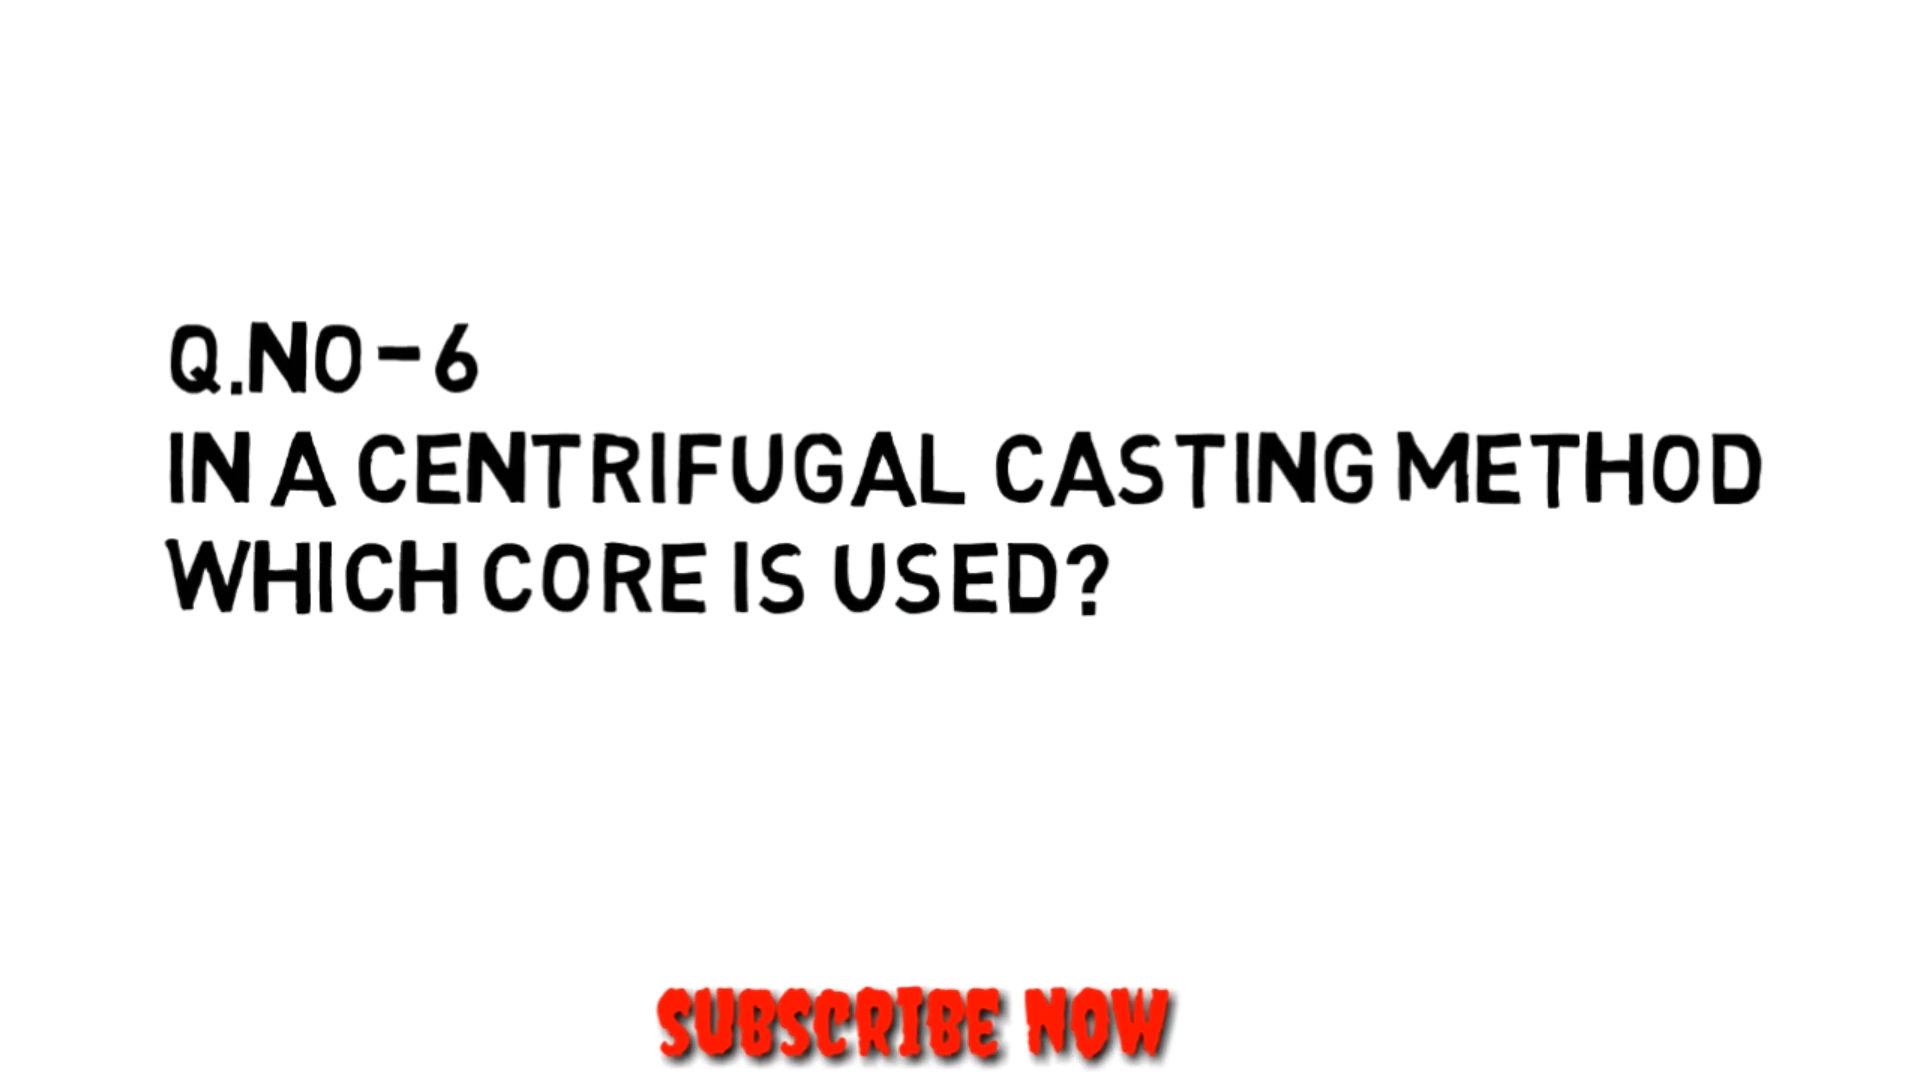 Q.NO-6
IN A CENTRIFUGAL CASTING METHOD
WHICH CORE IS USED?
SUBSCRIBE NOW